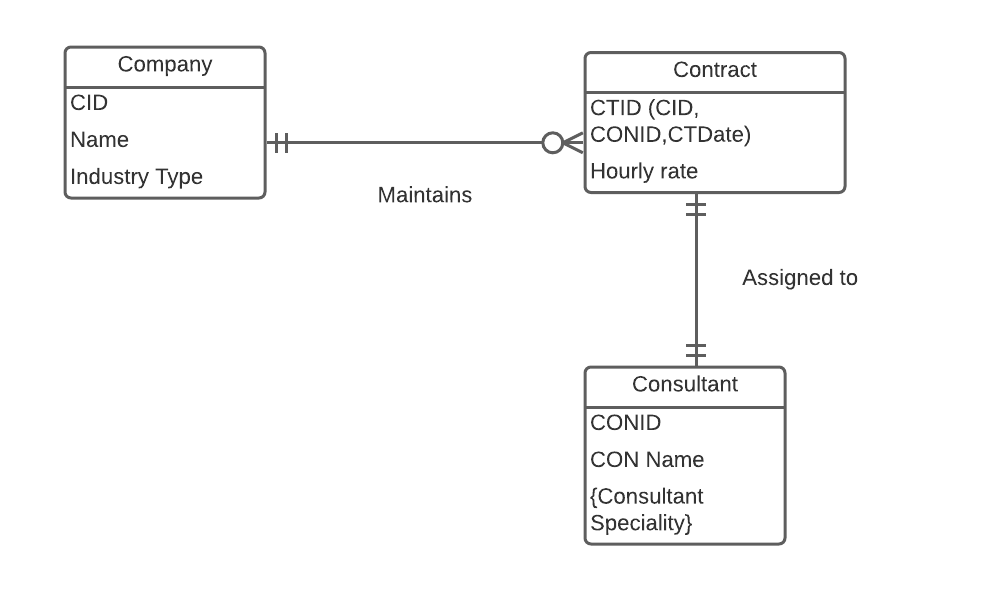 Company
CID
Name
Industry Type
Maintains
Contract
CTID (CID,
CONID,CTDate)
Hourly rate
Assigned to
Consultant
CONID
CON Name
{Consultant
Speciality}